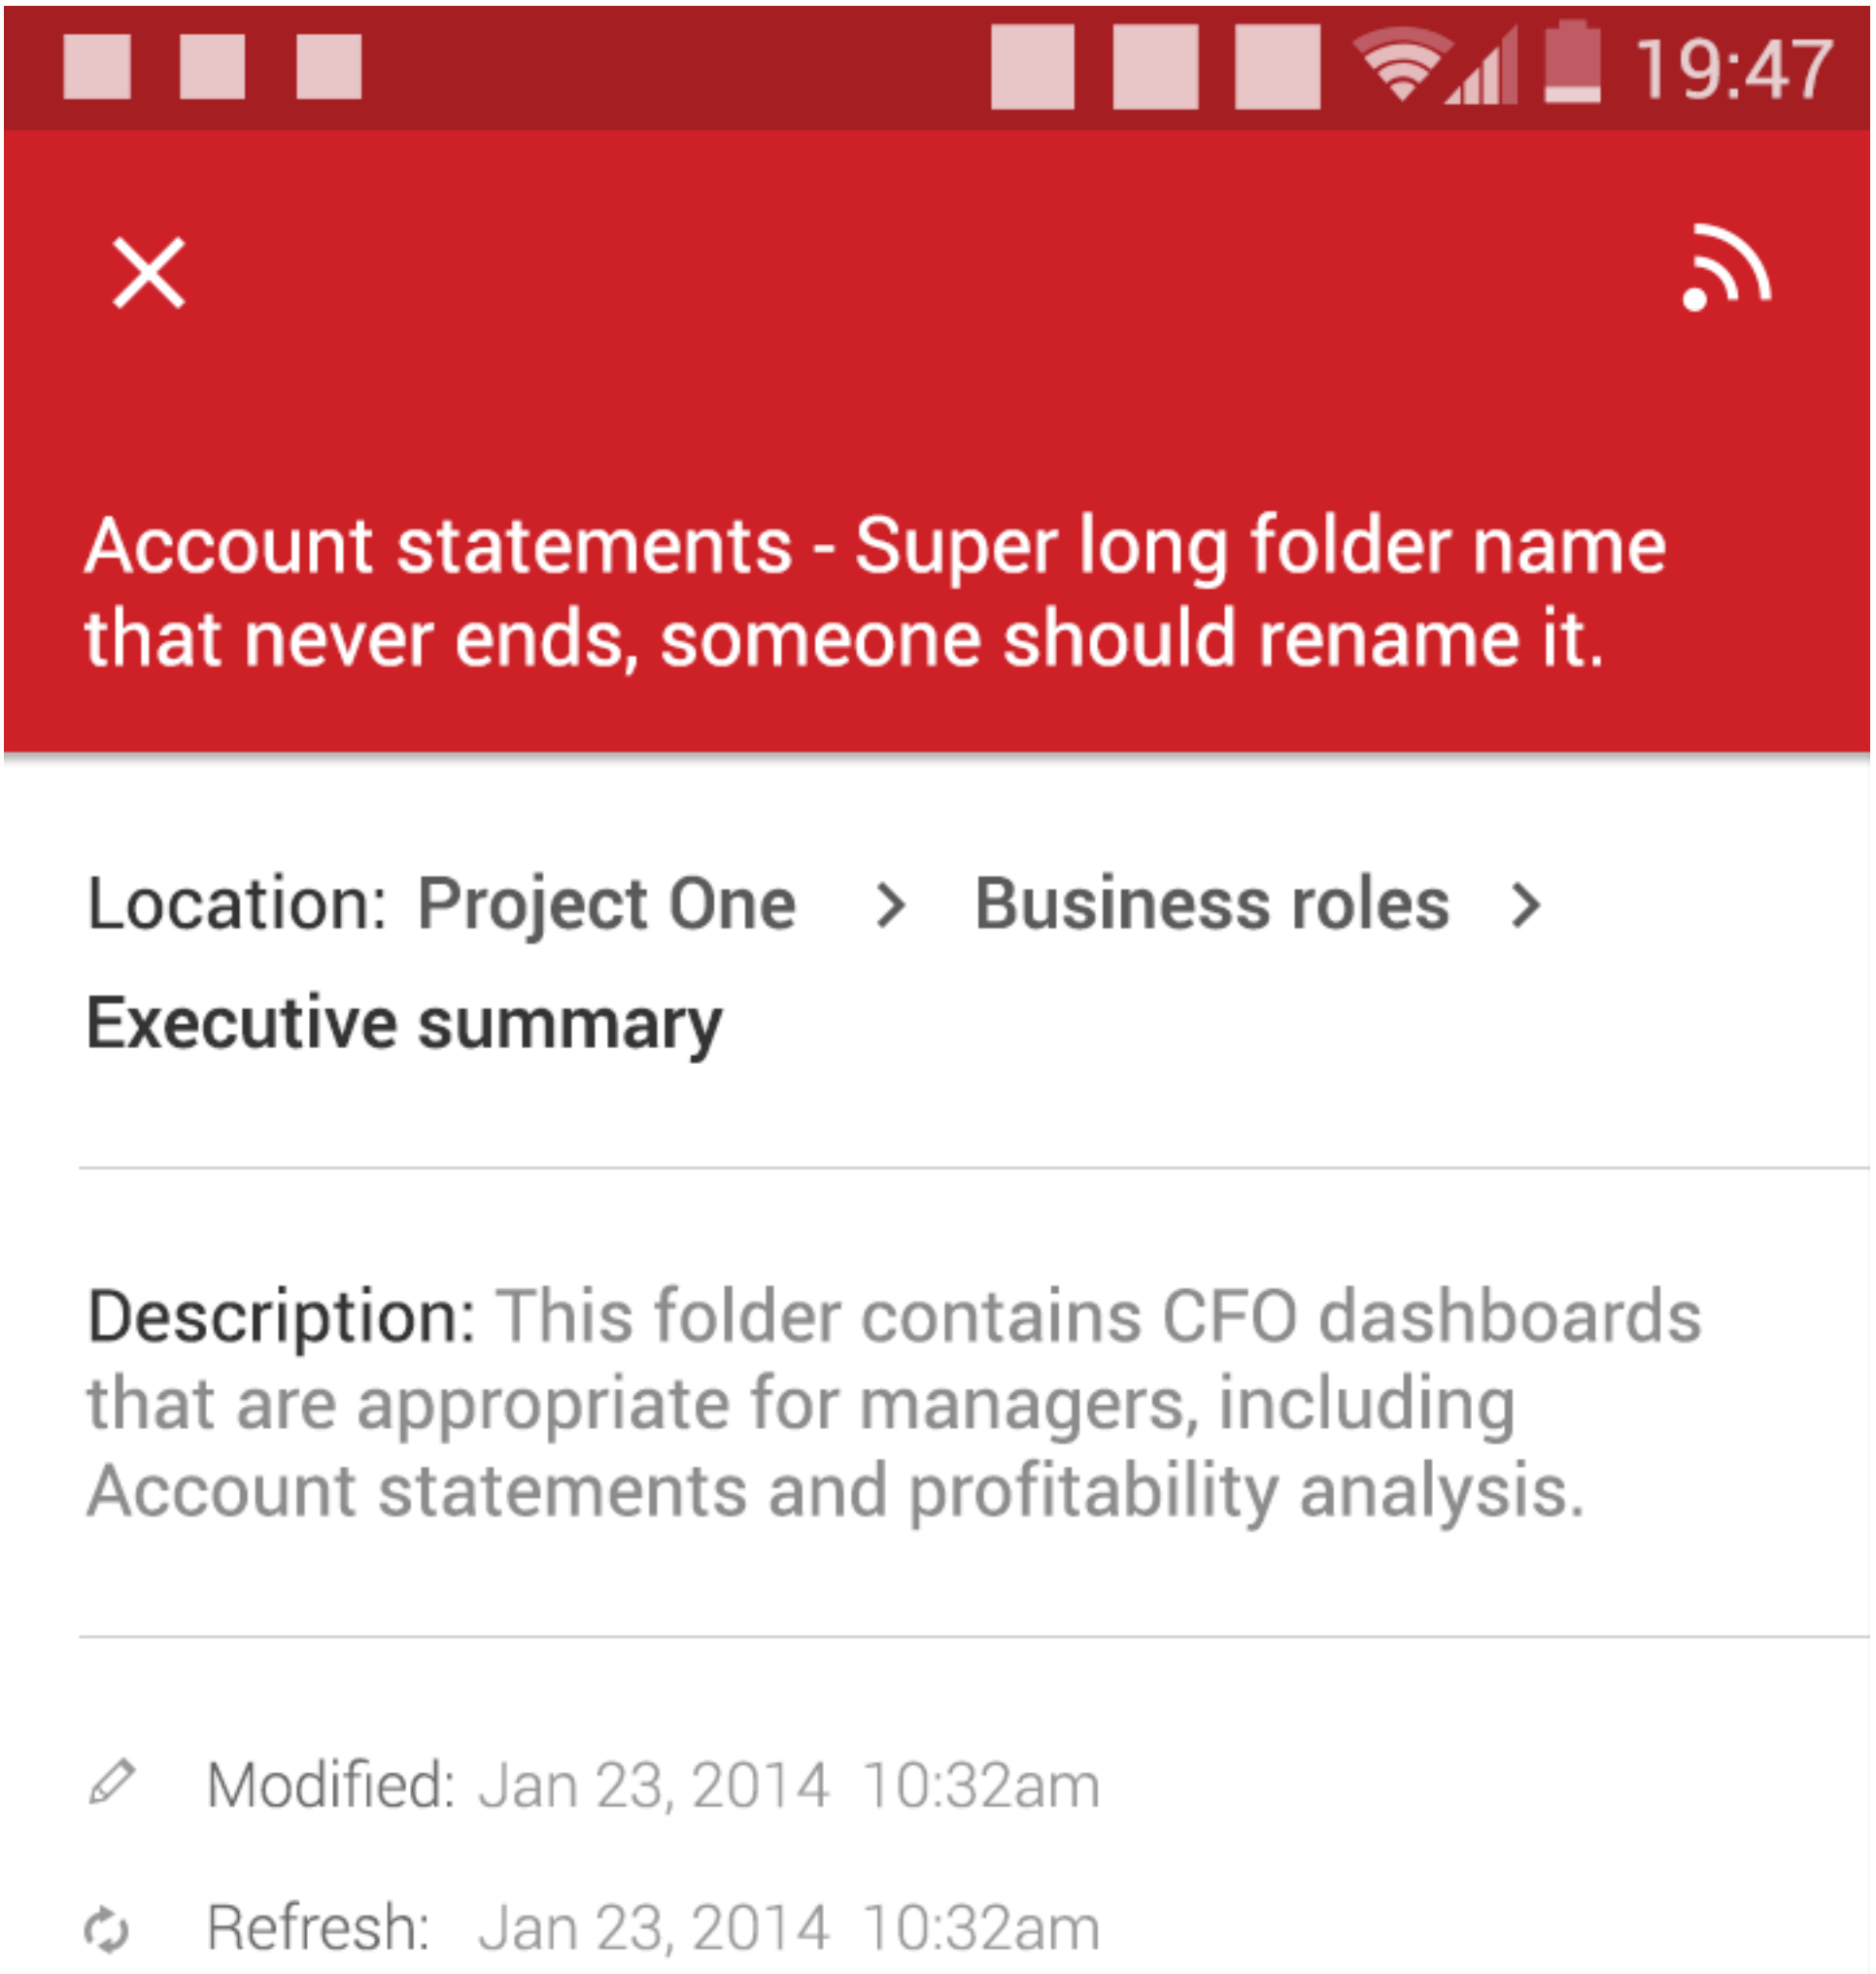 19:47
Account statements - Super long folder name
that never ends, someone should rename it.
Location: Project One > Business roles >
Executive summary
Description: This folder contains CFO dashboards
that are appropriate for managers, including
Account statements and profitability analysis.
Modified: Jan 23, 2014 10:32am
Refresh: Jan 23, 2014 10:32am